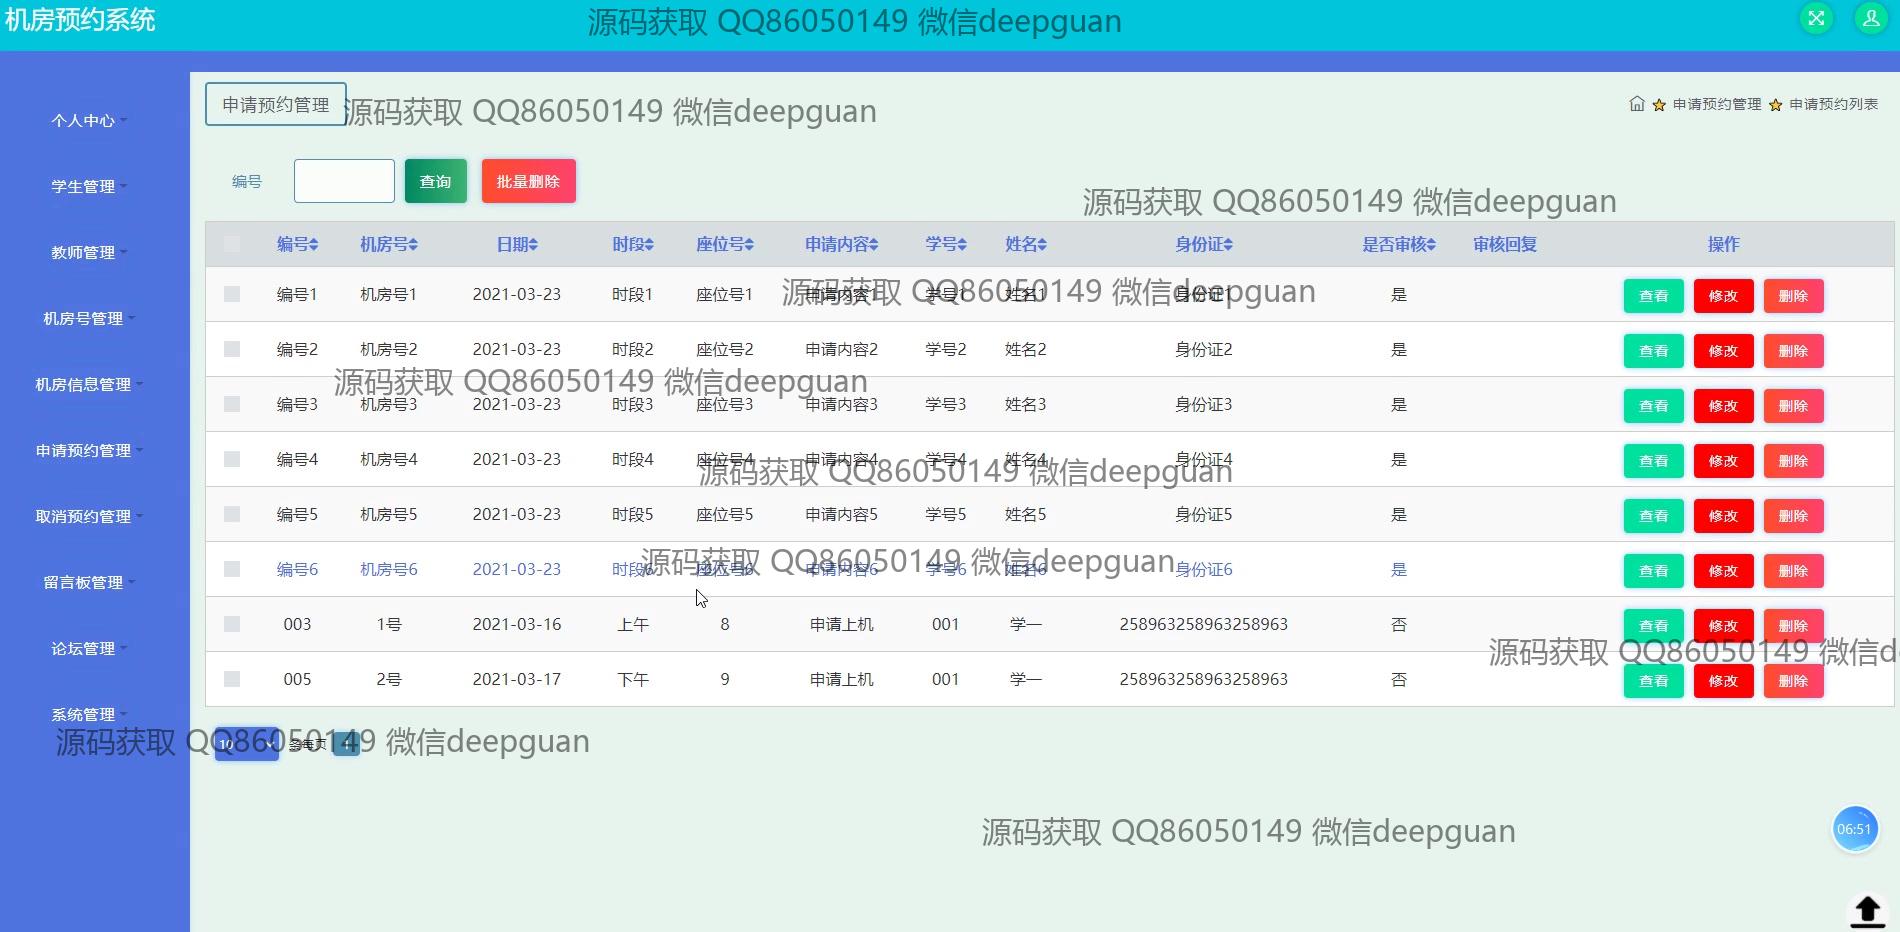 机房预约系统
源码获取 QQ86050149 微信deepguan
个人中心
学生管理
教师管理
机房号管理
机房信息管理
申请预约管理
取消预约管理
留言板管理
论坛管理
系统管理
申请预约管理
源码获取 QQ86050149 微信deepguan
申请预约管理 申请预约列表
编号 查询 批量删除
源码获取 QQ86050149 微信deepguan
编号 机房号 日期 时段 座位号 申请内容 学号 姓名 身份证 是否审核 审核回复 操作
编号1 机房号1 2021-03-23 时段1 座位号1 申请内容1 学号1 姓名1 身份证1 是 查看 修改 删除
源码获取 QQ86050149 微信deepguan
编号2 机房号2 2021-03-23 时段2 座位号2 申请内容2 学号2 姓名2 身份证2 是 查看 修改 删除
源码获取 QQ86050149 微信deepguan
编号3 机房号3 2021-03-23 时段3 座位号3 申请内容3 学号3 姓名3 身份证3 是 查看 修改 删除
编号4 机房号4 2021-03-23 时段4 座位号4 申请内容4 学号4 姓名4 身份证4 是 查看 修改 删除
源码获取 QQ86050149 微信deepguan
编号5 机房号5 2021-03-23 时段5 座位号5 申请内容5 学号5 姓名5 身份证5 是 查看 修改 删除
源码获取 QQ86050149 微信deepguan
编号6 机房号6 2021-03-23 时段6 座位号6 申请内容6 学号6 姓名6 身份证6 是 查看 修改 删除
003 1号 2021-03-16 上午 8 申请上机 001 学一 258963258963258963 否 查看 修改 删除
源码获取 QQ86050149 微信d
005 2号 2021-03-17 下午 9 申请上机 001 学一 258963258963258963 否 查看 修改 删除
源码获取 QQ86050149 微信deepguan
10 条每页 1
源码获取 QQ86050149 微信deepguan
06:51